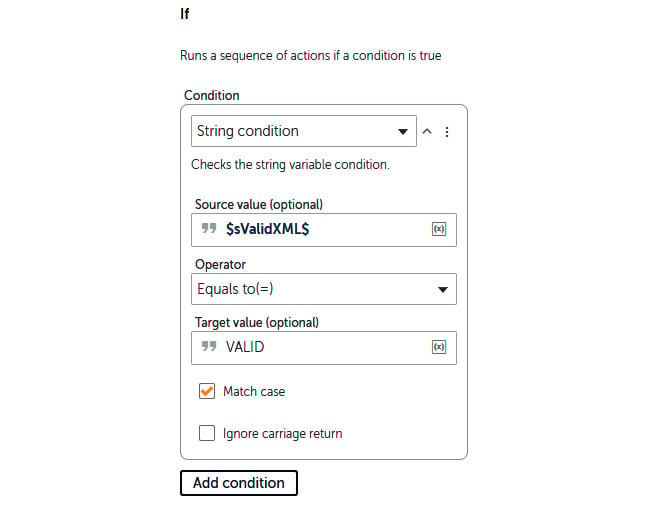 If
Runs a sequence of actions if a condition is true
Condition
String condition
Checks the string variable condition.
Source value (optional)
$sValidXML$
(x)
Operator
Equals to(=)
Target value (optional)
VALID
(x)
Match case
Ignore carriage return
Add condition